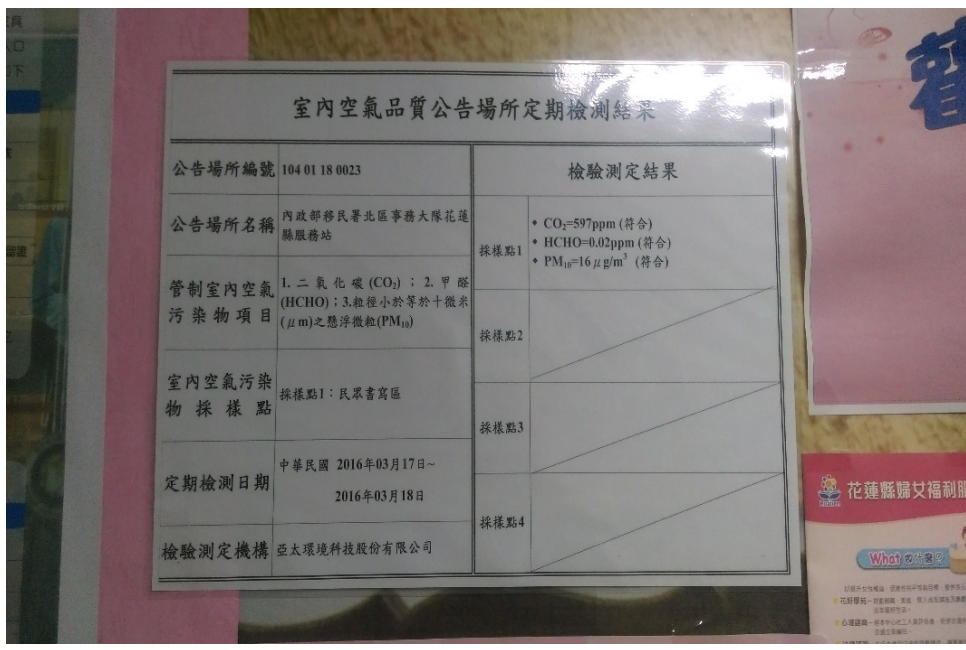 室內空氣品質公告場所定期檢測結果
公告場所編號 104 01 18 0023
公告場所名稱 內政部移民署北區事務大隊花蓮
縣服務站
管制室內空氣
污染物項目
1. 二氧化碳(CO₂)；2. 甲醛
(HCHO)；3.粒徑小於等於十微米
(μm)之懸浮微粒(PM₁₀)
室內空氣污染
物採樣點
採樣點1：民眾書寫區
定期檢測日期
中華民國 2016年03月17日~
2016年03月18日
檢驗測定機構 亞太環境科技股份有限公司
檢驗測定結果
採樣點1
• CO₂=597ppm (符合)
• HCHO=0.02ppm (符合)
• PM₁₀=16μg/m³ (符合)
採樣點2
採樣點3
採樣點4
花蓮縣婦女福利服
What
花好學苑
心理諮商